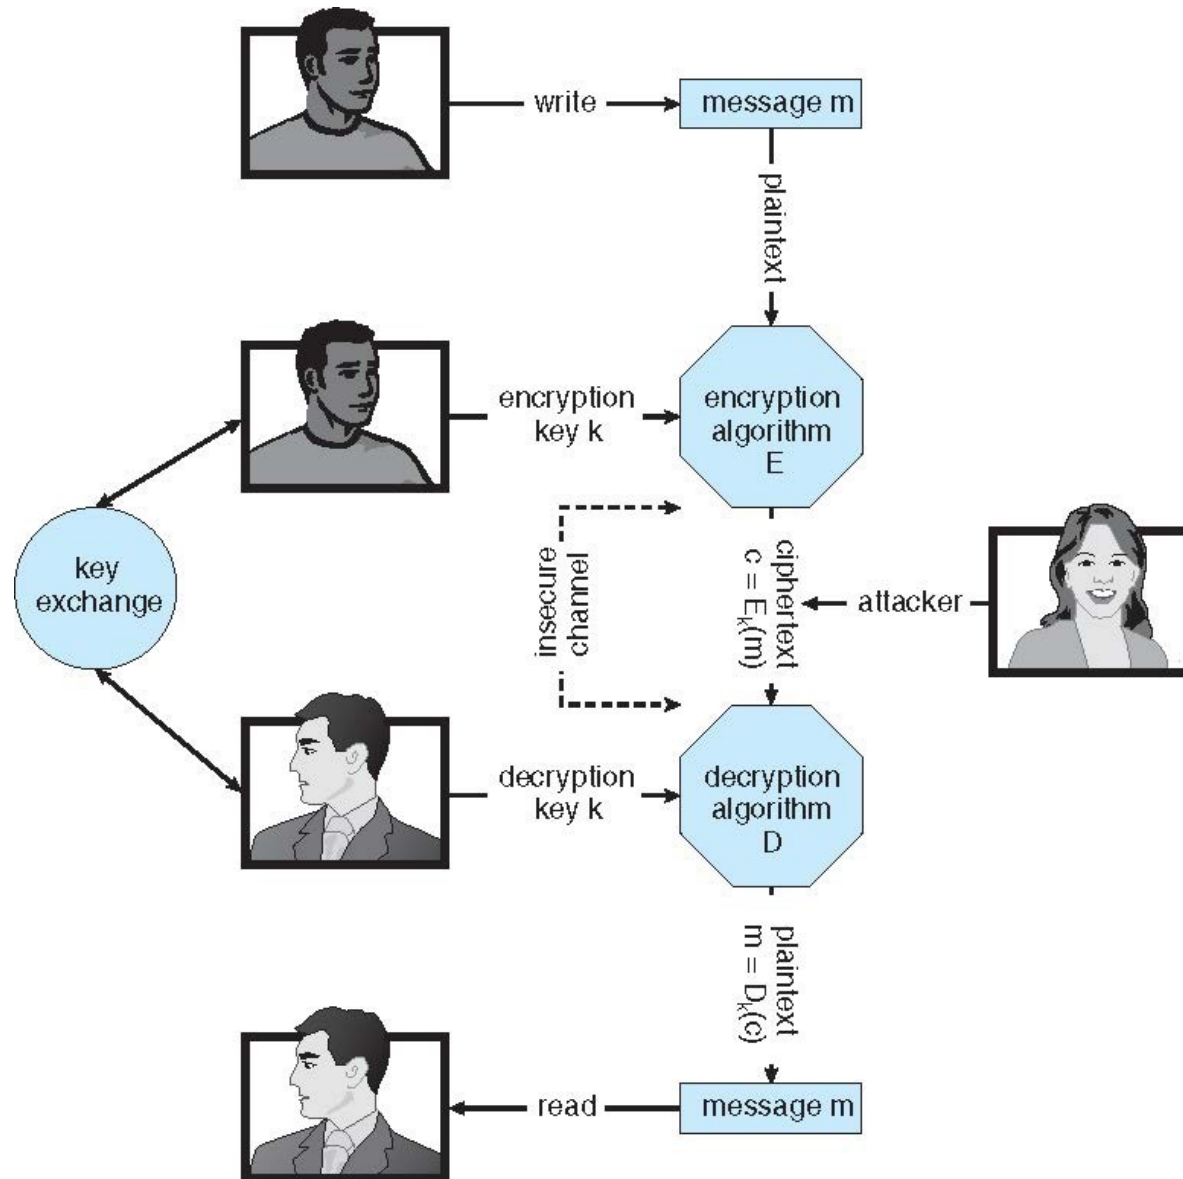 write
message m
plaintext
encryption
key k
encryption
algorithm
E
key
exchange
insecure
channel
ciphertext
c = Eₖ(m)
attacker
decryption
key k
decryption
algorithm
D
plaintext
m = Dₖ(c)
read
message m